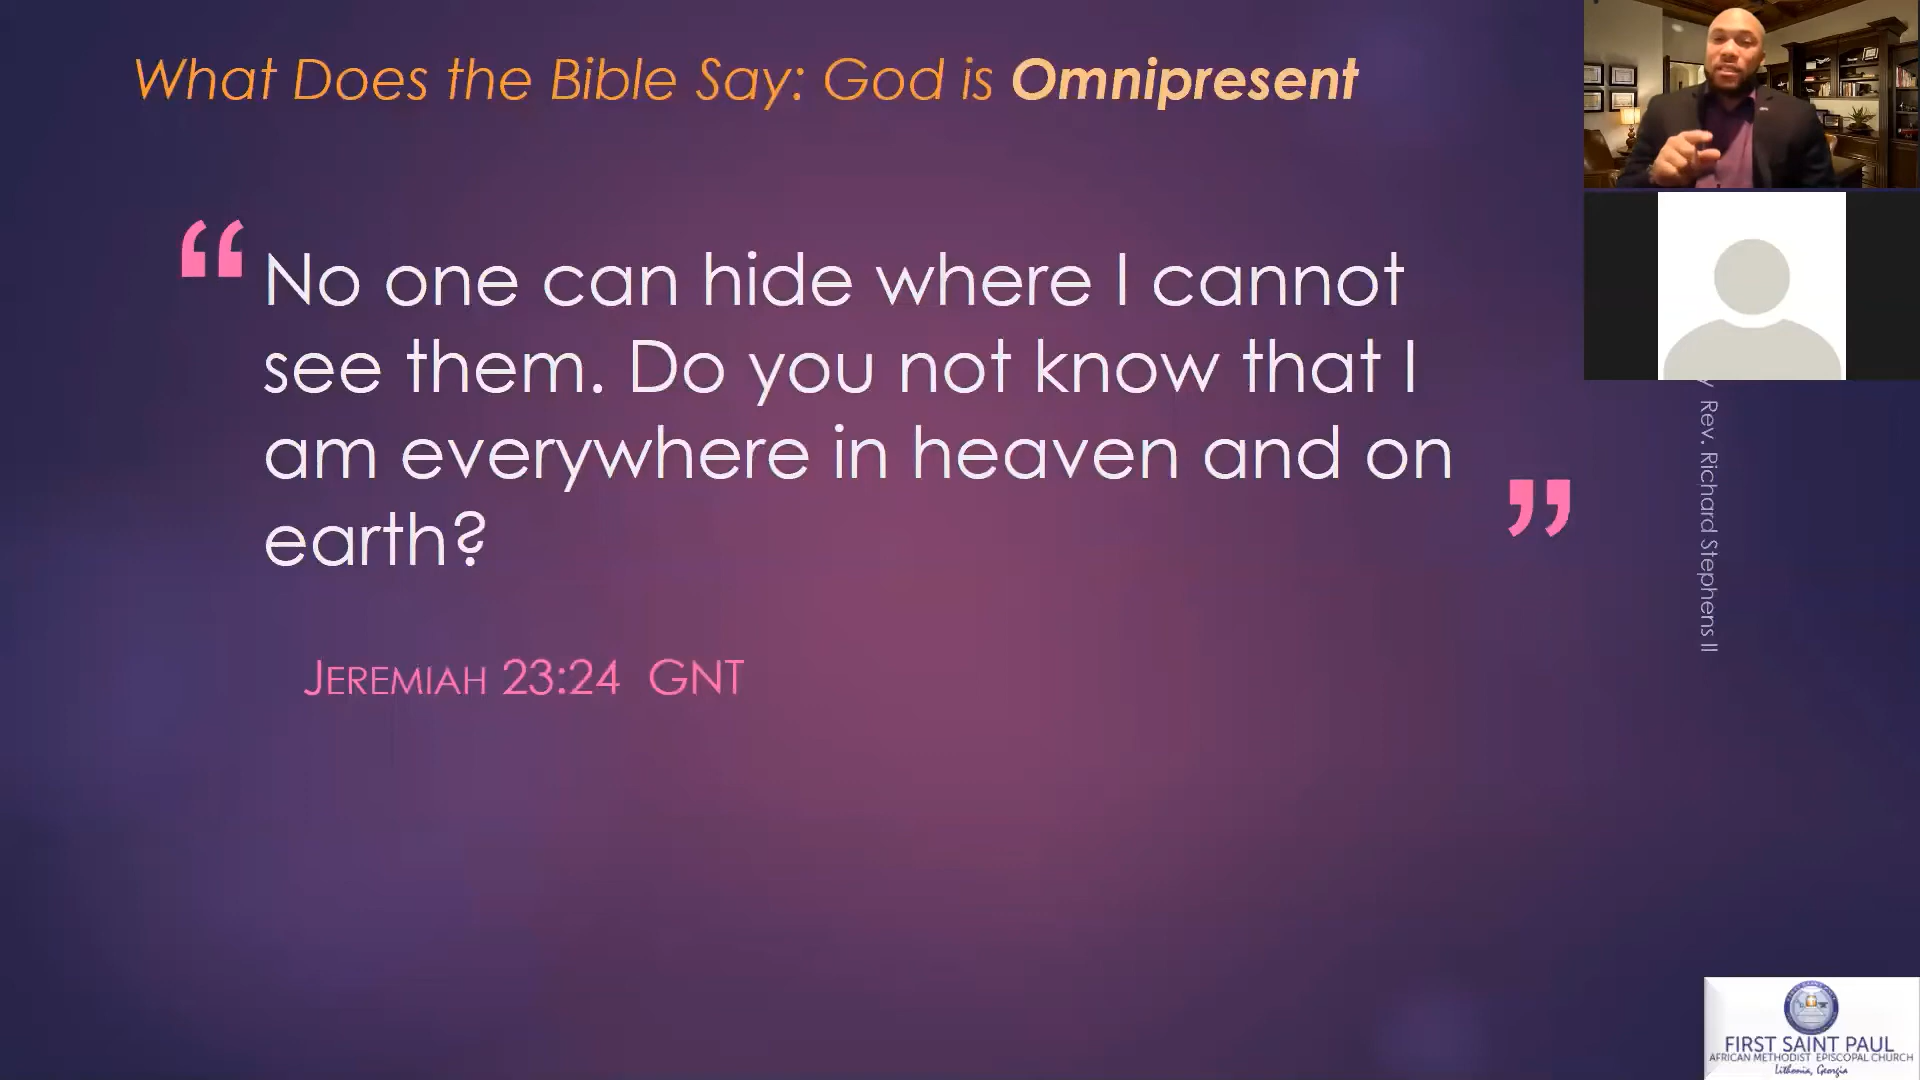 What Does the Bible Say: God is Omnipresent
“
No one can hide where I cannot
see them. Do you not know that I
am everywhere in heaven and on
earth?
”
JEREMIAH 23:24 GNT
Rev. Richard Stephens II
FIRST SAINT PAUL
AFRICAN METHODIST EPISCOPAL CHURCH
Lithonia, Georgia